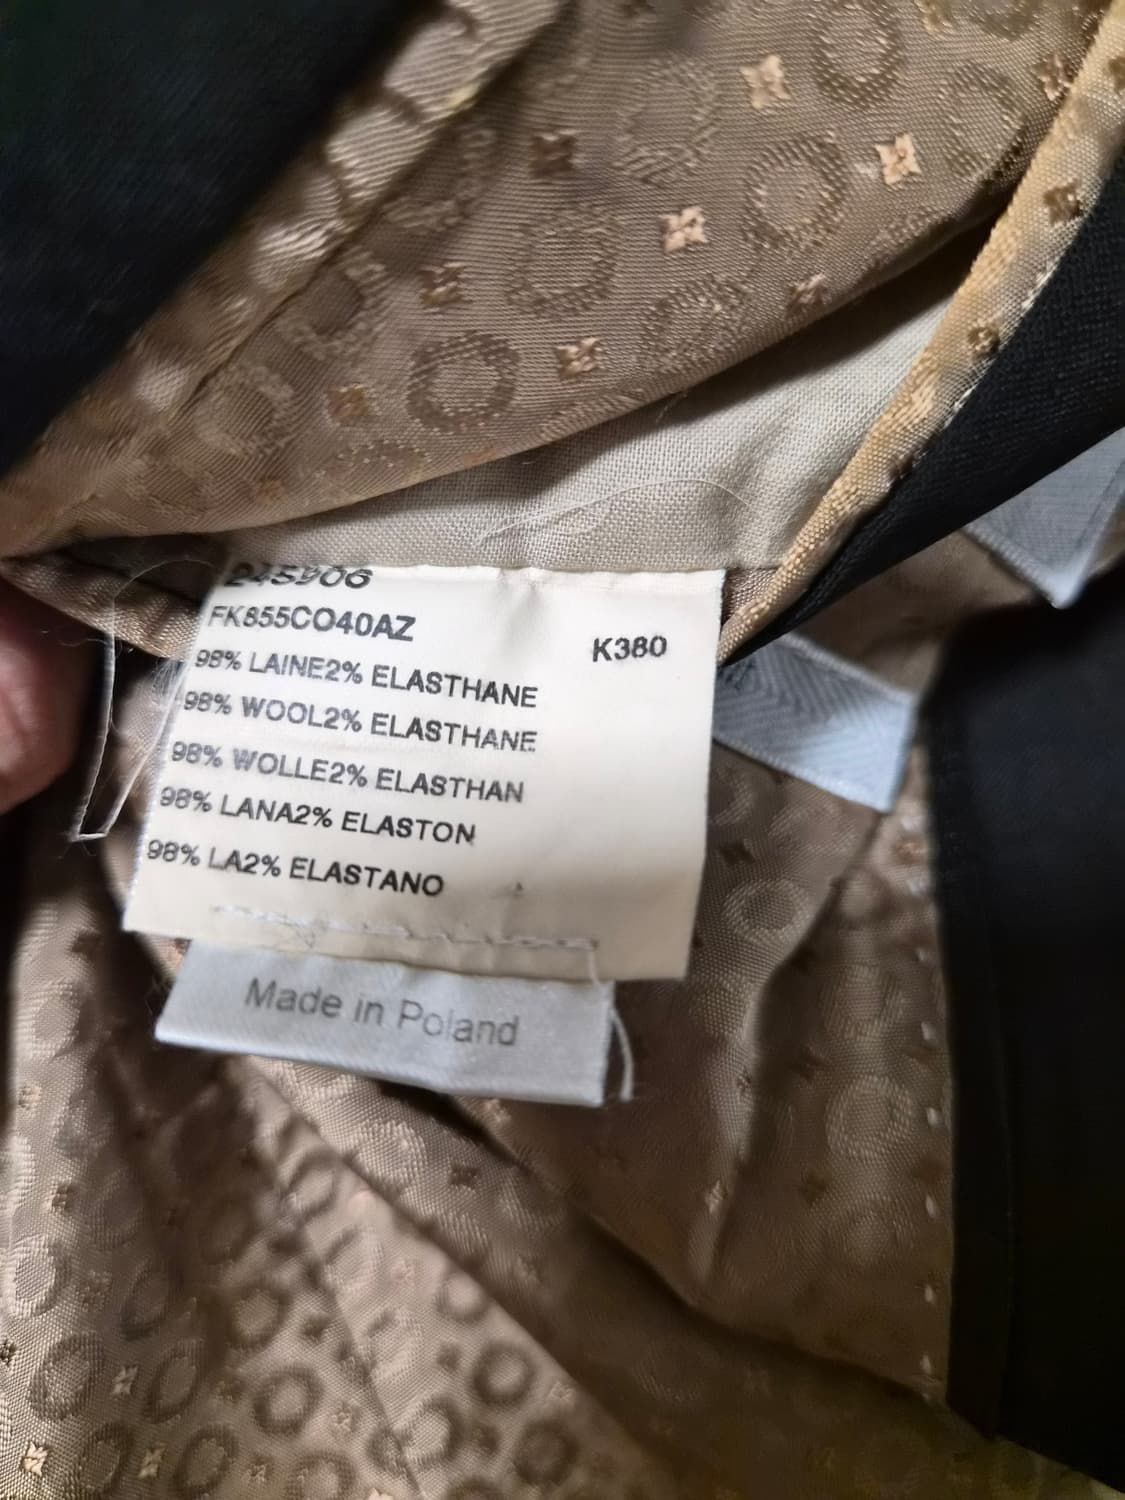 245906
FK855CO40AZ
K380
98% LAINE2% ELASTHANE
98% WOOL2% ELASTHANE
98% WOLLE2% ELASTHAN
98% LANA2% ELASTON
98% LA2% ELASTANO
Made in Poland